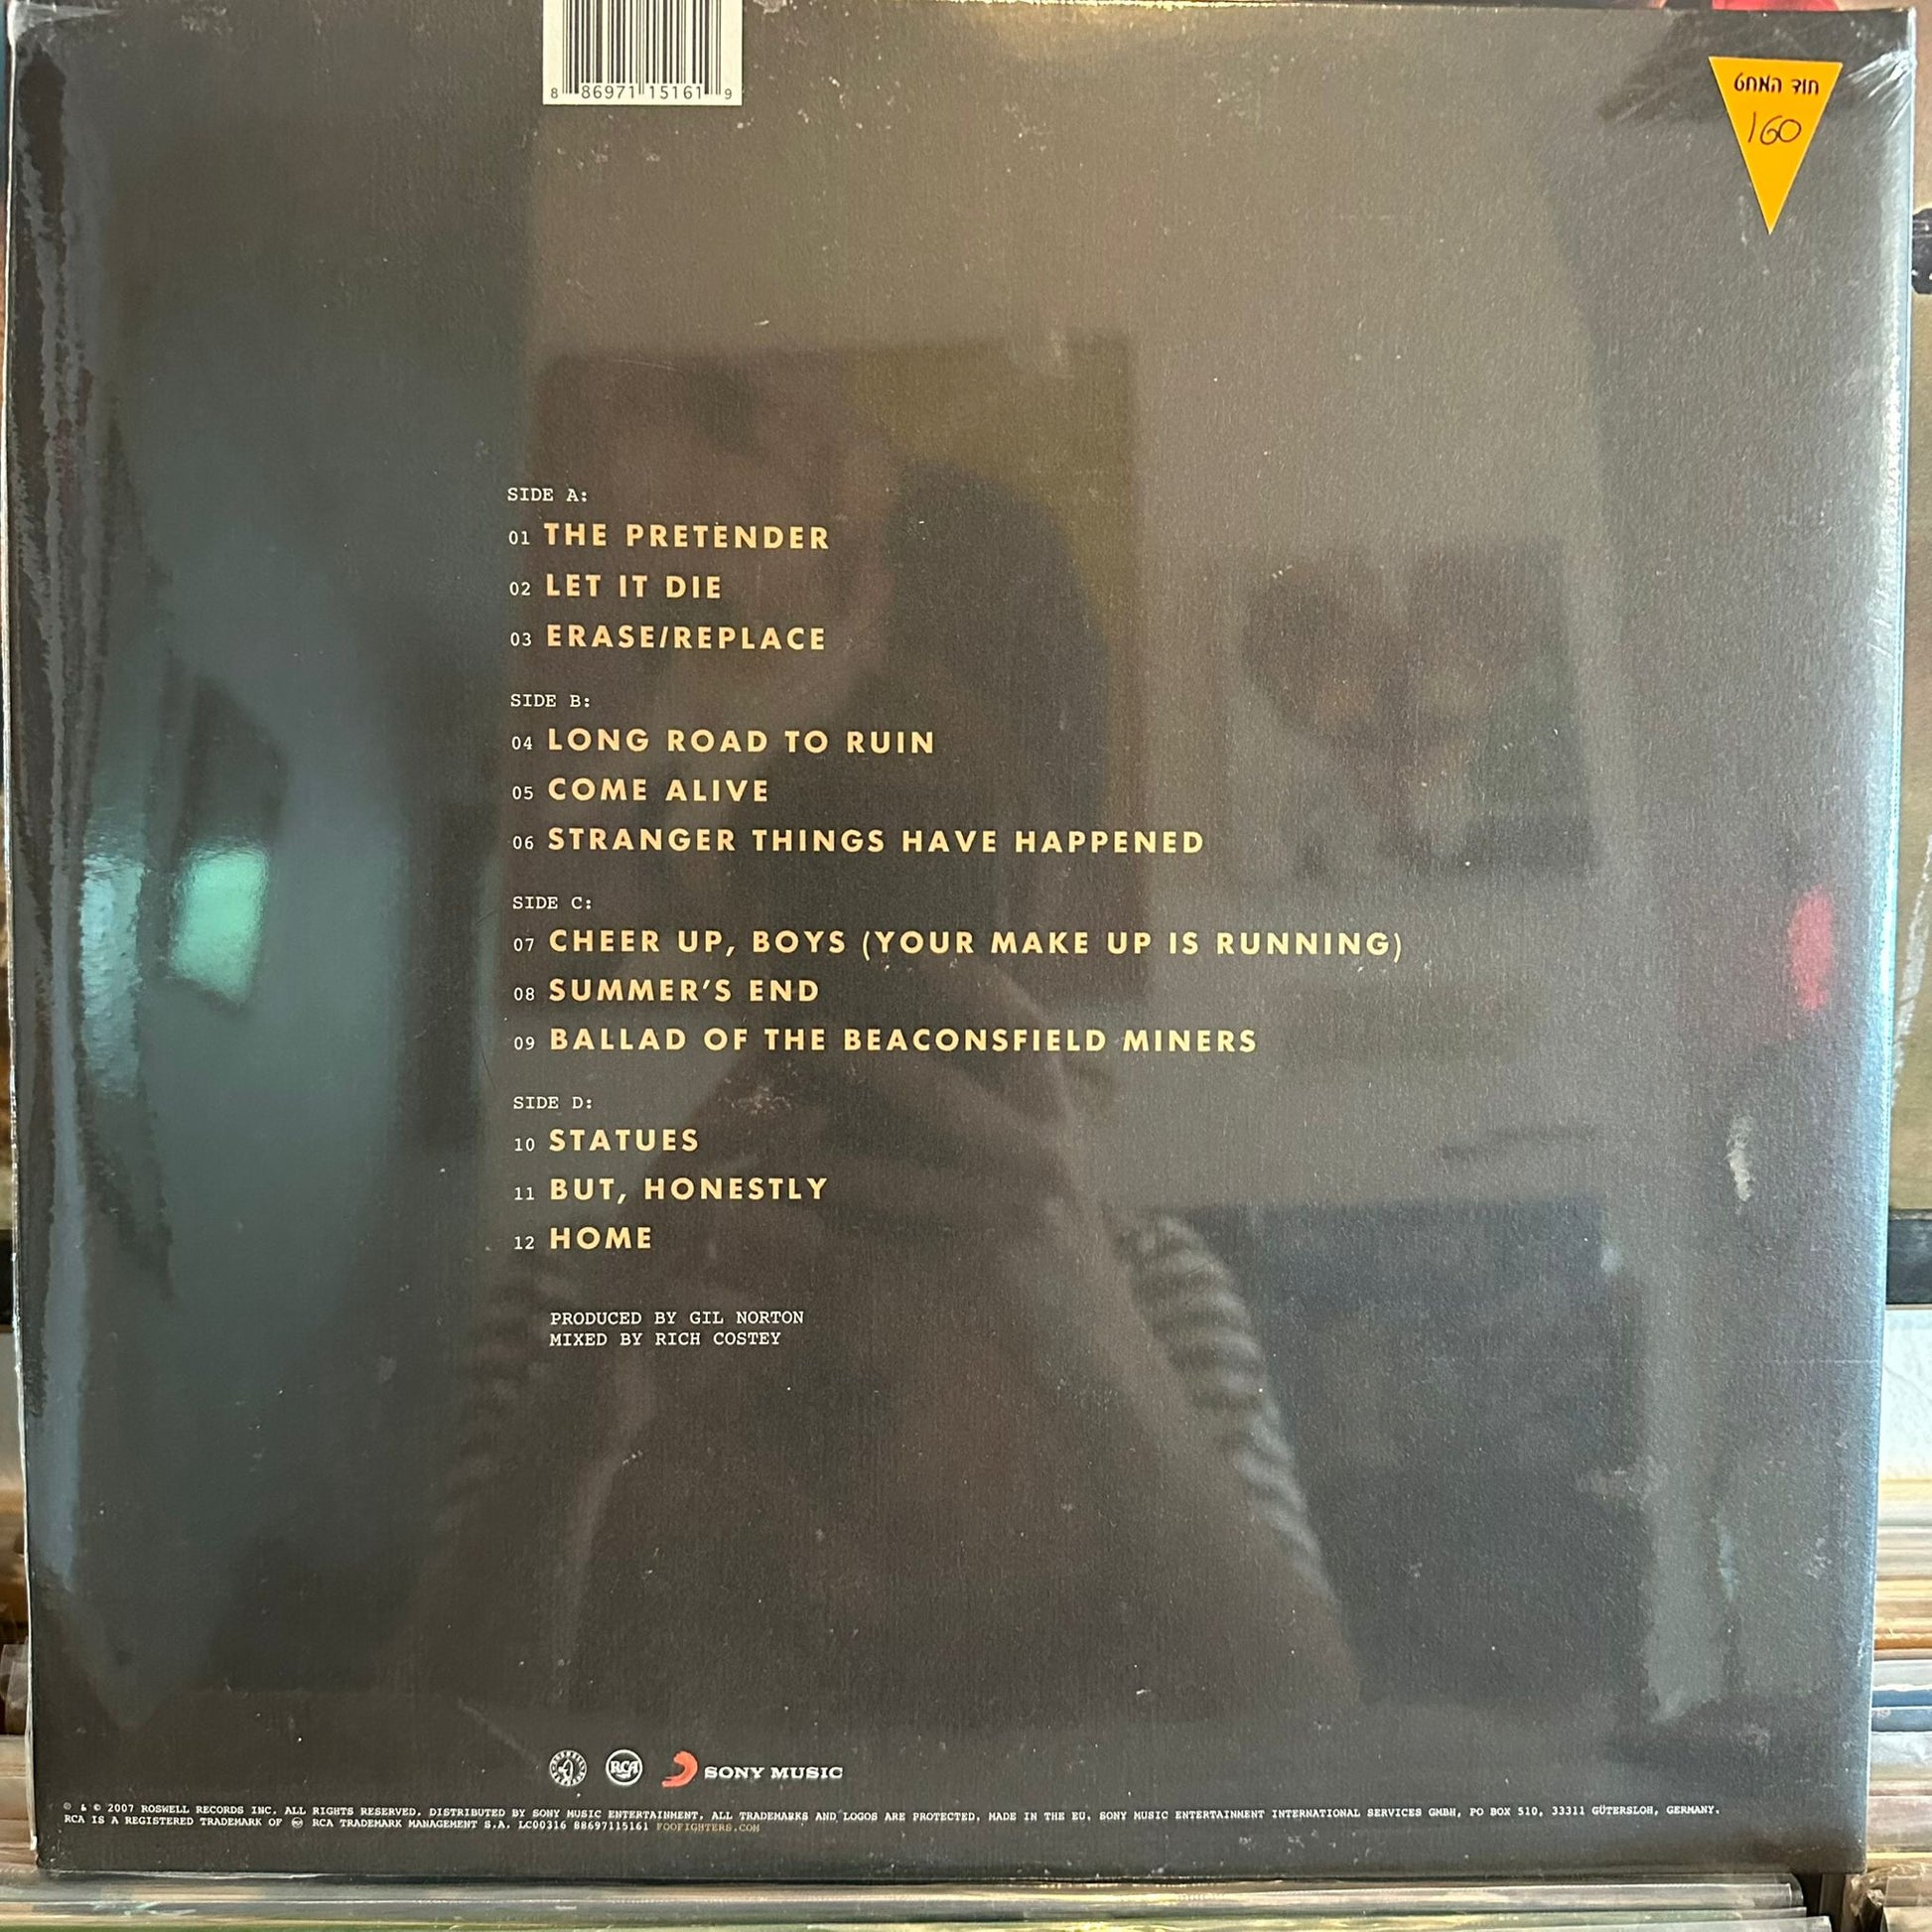 8 86971 15161 9
חוד המחט
160
SIDE A:
01 THE PRETENDER
02 LET IT DIE
03 ERASE/REPLACE
SIDE B:
04 LONG ROAD TO RUIN
05 COME ALIVE
06 STRANGER THINGS HAVE HAPPENED
SIDE C:
07 CHEER UP, BOYS (YOUR MAKE UP IS RUNNING)
08 SUMMER'S END
09 BALLAD OF THE BEACONSFIELD MINERS
SIDE D:
10 STATUES
11 BUT, HONESTLY
12 HOME
PRODUCED BY GIL NORTON
MIXED BY RICH COSTEY
RCA SONY MUSIC
℗ & © 2007 ROSWELL RECORDS INC. ALL RIGHTS RESERVED. DISTRIBUTED BY SONY MUSIC ENTERTAINMENT. ALL TRADEMARKS AND LOGOS ARE PROTECTED. MADE IN THE EU. SONY MUSIC ENTERTAINMENT INTERNATIONAL SERVICES GMBH, PO BOX 510, 33311 GÜTERSLOH, GERMANY.
RCA IS A REGISTERED TRADEMARK OF RCA TRADEMARK MANAGEMENT S.A. LC00316 88697115161 FOOFIGHTERS.COM